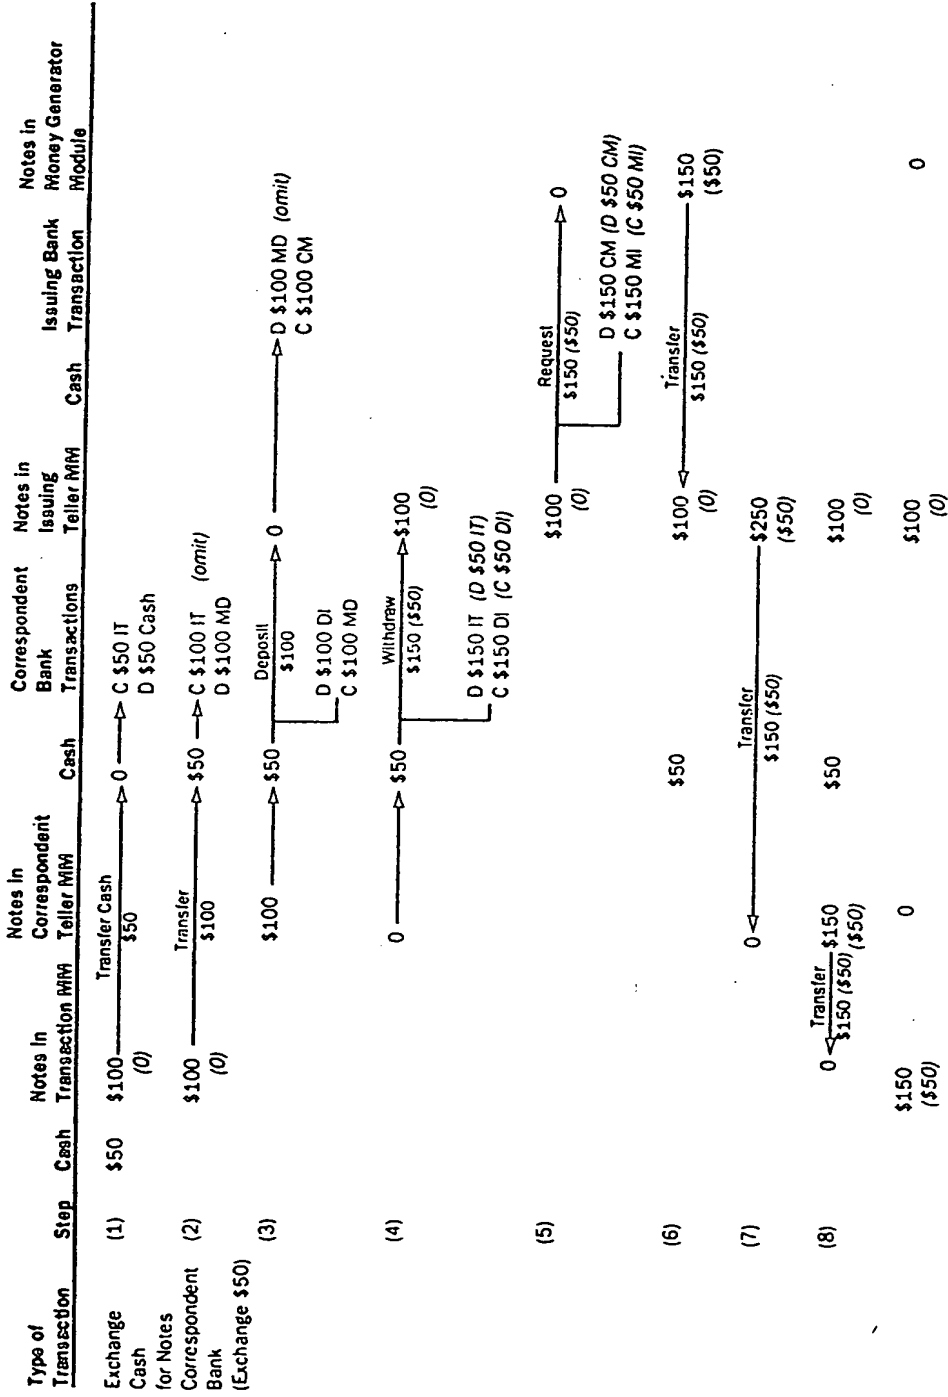 Type of Transaction Step Cash Notes in Transaction MM Notes in Correspondent Teller MM Cash Correspondent Bank Transactions Notes in Issuing Teller MM Cash Issuing Bank Transaction Notes in Money Generator Module
Exchange
Cash
for Notes
Correspondent
Bank
(Exchange $50)
(1) $50 $100 Transfer Cash 0 C $50 IT
(0) $50 D $50 Cash
(2) $100 Transfer $50 C $100 IT (omit)
(0) $100 D $100 MD
(3) $100 $50 Deposit 0 D $100 MD (omit)
$100 C $100 CM
D $100 DI
C $100 MD
(4) 0 $50 Withdraw $100
$150 ($50) (0)
D $150 IT (D $50 IT)
C $150 DI (C $50 DI)
(5) $100 Request 0
(0) $150 ($50)
D $150 CM (D $50 CM)
C $150 MI (C $50 MI)
(6) $50 $100 Transfer $150
(0) $150 ($50) ($50)
(7) 0 Transfer $250
$150 ($50) ($50)
(8) 0 Transfer $150 $50 $100
$150 ($50) ($50) (0)
$150 0 $100 0
($50) (0)